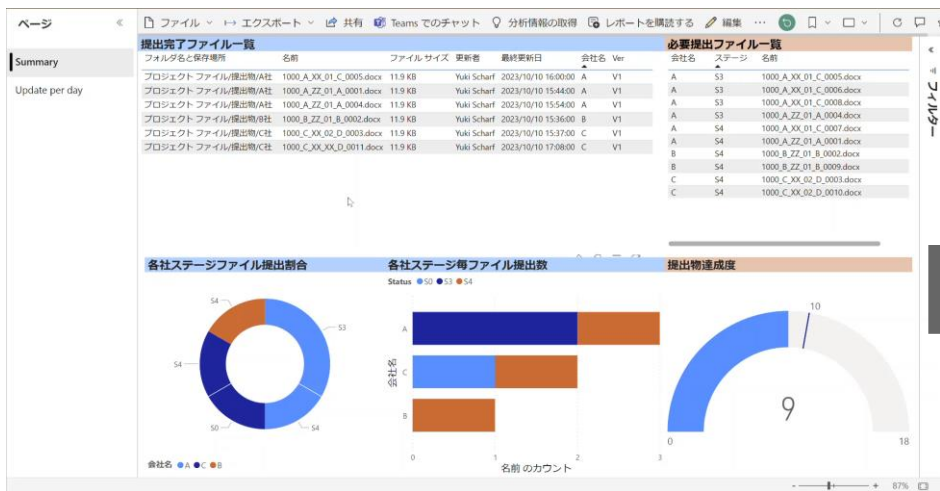 ページ
ファイル エクスポート 共有 Teams でのチャット 分析情報の取得 レポートを購読する 編集 …
Summary
Update per day
提出完了ファイル一覧
フォルダ名と保存場所 名前 ファイル サイズ 更新者 最終更新日 会社名 Ver
プロジェクト ファイル/提出物/A社 1000_A_XX_01_C_0005.docx 11.9 KB Yuki Scharf 2023/10/10 16:00:00 A V1
プロジェクト ファイル/提出物/A社 1000_A_ZZ_01_A_0001.docx 11.9 KB Yuki Scharf 2023/10/10 15:44:00 A V1
プロジェクト ファイル/提出物/A社 1000_A_ZZ_01_A_0004.docx 11.9 KB Yuki Scharf 2023/10/10 15:54:00 A V1
プロジェクト ファイル/提出物/B社 1000_B_ZZ_01_B_0002.docx 11.9 KB Yuki Scharf 2023/10/10 15:36:00 B V1
プロジェクト ファイル/提出物/C社 1000_C_XX_02_D_0003.docx 11.9 KB Yuki Scharf 2023/10/10 15:37:00 C V1
プロジェクト ファイル/提出物/C社 1000_C_XX_XX_D_0011.docx 11.9 KB Yuki Scharf 2023/10/10 17:08:00 C V1
必要提出ファイル一覧
会社名 ステージ 名前
A S3 1000_A_XX_01_C_0005.docx
A S3 1000_A_XX_01_C_0006.docx
A S3 1000_A_XX_01_C_0008.docx
A S3 1000_A_ZZ_01_A_0004.docx
A S4 1000_A_XX_01_C_0007.docx
A S4 1000_A_ZZ_01_A_0001.docx
B S4 1000_B_ZZ_01_B_0002.docx
B S4 1000_B_ZZ_01_B_0009.docx
C S4 1000_C_XX_02_D_0003.docx
C S4 1000_C_XX_02_D_0010.docx
フィルター
各社ステージファイル提出割合
S4
S3
S4
S0
S4
会社名 A C B
各社ステージ毎ファイル提出数
Status S0 S3 S4
会社名
A
C
B
0 1 2 3
名前 のカウント
提出物達成度
10
9
0
18
- + 87%